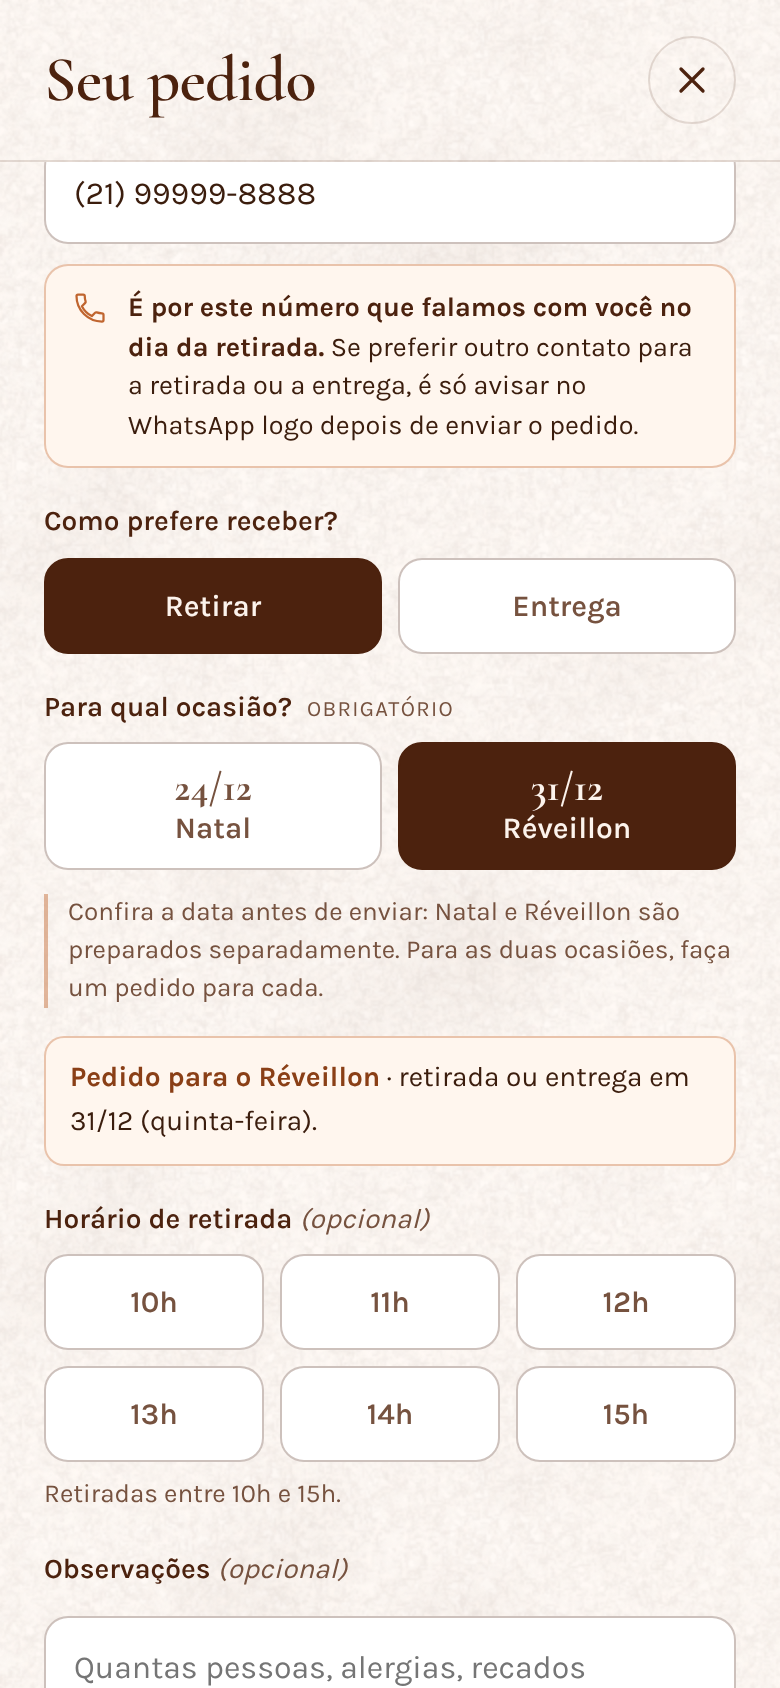 Seu pedido
(21) 99999-8888
É por este número que falamos com você no
dia da retirada. Se preferir outro contato para
a retirada ou a entrega, é só avisar no
WhatsApp logo depois de enviar o pedido.
Como prefere receber?
Retirar
Entrega
Para qual ocasião? OBRIGATÓRIO
24/12
Natal
31/12
Réveillon
Confira a data antes de enviar: Natal e Réveillon são
preparados separadamente. Para as duas ocasiões, faça
um pedido para cada.
Pedido para o Réveillon · retirada ou entrega em
31/12 (quinta-feira).
Horário de retirada (opcional)
10h
11h
12h
13h
14h
15h
Retiradas entre 10h e 15h.
Observações (opcional)
Quantas pessoas, alergias, recados